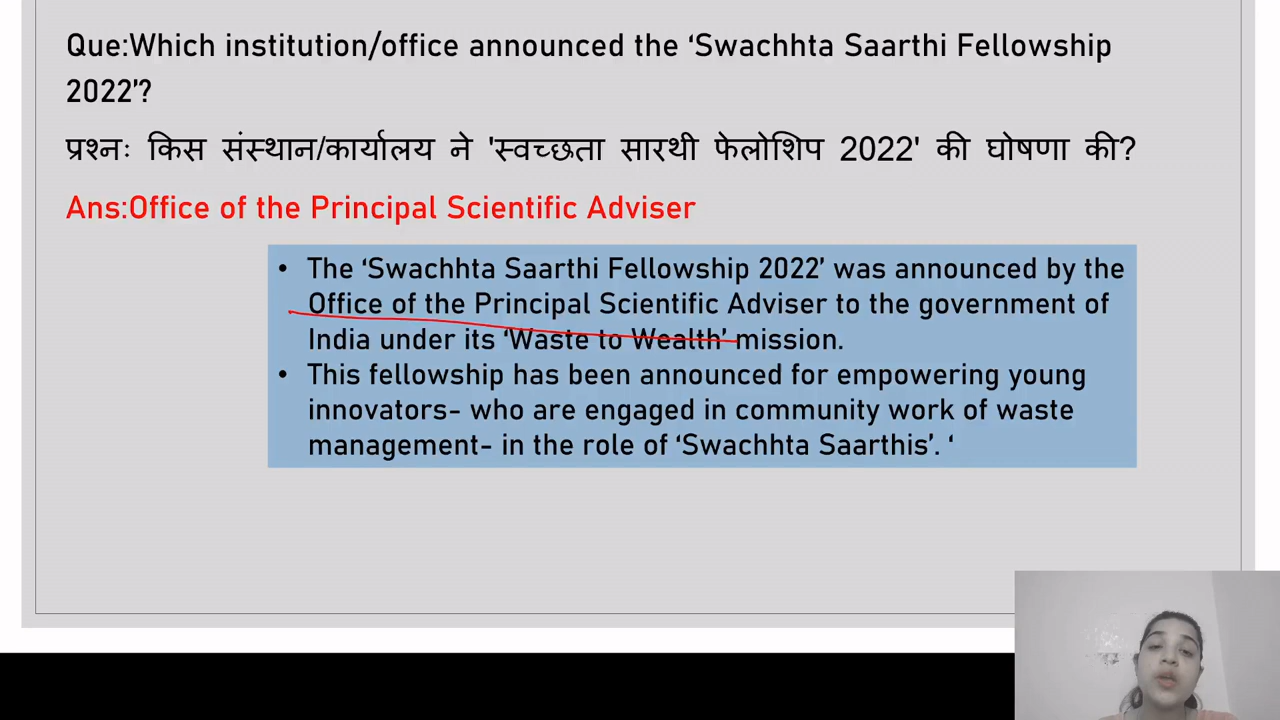 Que:Which institution/office announced the ‘Swachhta Saarthi Fellowship
2022’?
प्रश्नः किस संस्थान/कार्यालय ने 'स्वच्छता सारथी फेलोशिप 2022' की घोषणा की?
Ans:Office of the Principal Scientific Adviser
• The ‘Swachhta Saarthi Fellowship 2022’ was announced by the
Office of the Principal Scientific Adviser to the government of
India under its ‘Waste to Wealth’ mission.
• This fellowship has been announced for empowering young
innovators- who are engaged in community work of waste
management- in the role of ‘Swachhta Saarthis’. ‘